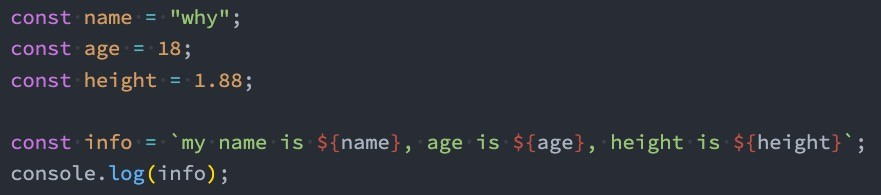 const name = "why";
const age = 18;
const height = 1.88;
const info = `my name is ${name}, age is ${age}, height is ${height}`;
console.log(info);